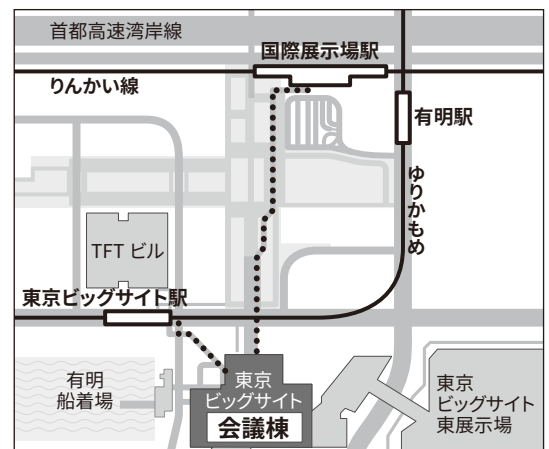 首都高速湾岸線
国際展示場駅
りんかい線
有明駅
ゆりかもめ
TFT ビル
東京ビッグサイト駅
有明
船着場
東京
ビッグサイト
会議棟
東京
ビッグサイト
東展示場